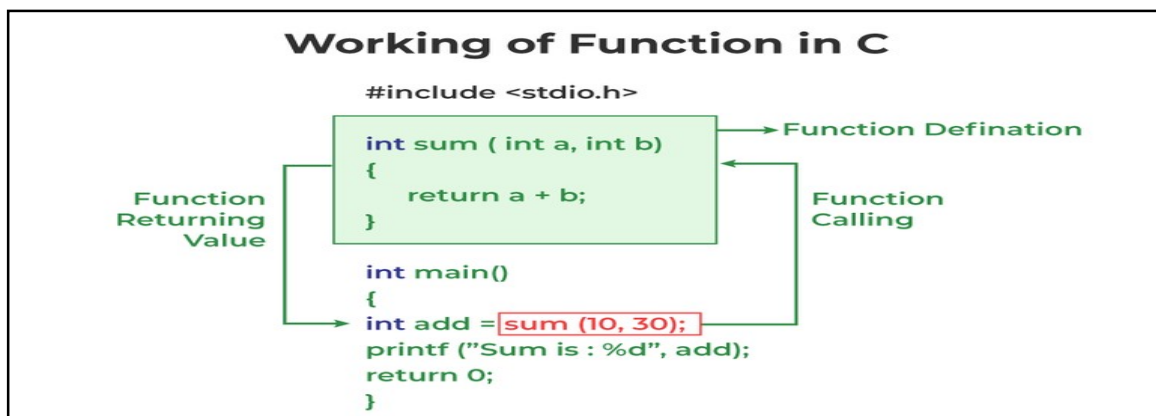 Working of Function in C
#include <stdio.h>
int sum ( int a, int b)
{
return a + b;
}
Function Defination
Function
Calling
Function
Returning
Value
int main()
{
int add = sum (10, 30);
printf (”Sum is : %d”, add);
return 0;
}